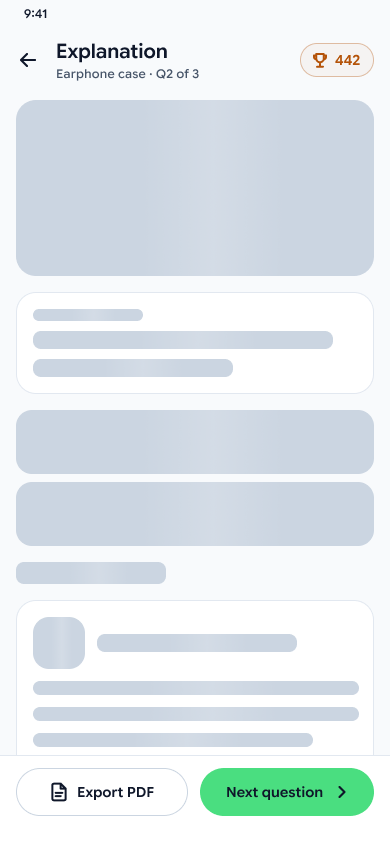 9:41
Explanation
Earphone case · Q2 of 3
442
Export PDF
Next question